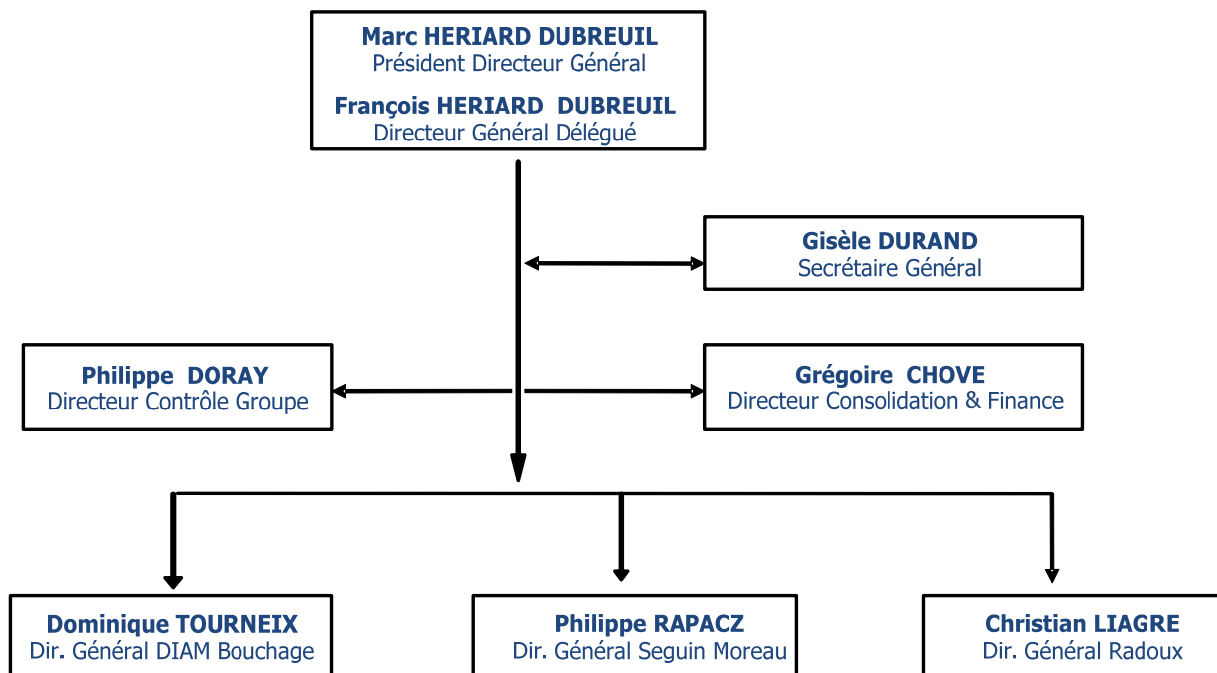 Marc HERIARD DUBREUIL
Président Directeur Général
François HERIARD DUBREUIL
Directeur Général Délégué
Gisèle DURAND
Secrétaire Général
Philippe DORAY
Directeur Contrôle Groupe
Grégoire CHOVE
Directeur Consolidation & Finance
Dominique TOURNEIX
Dir. Général DIAM Bouchage
Philippe RAPACZ
Dir. Général Seguin Moreau
Christian LIAGRE
Dir. Général Radoux